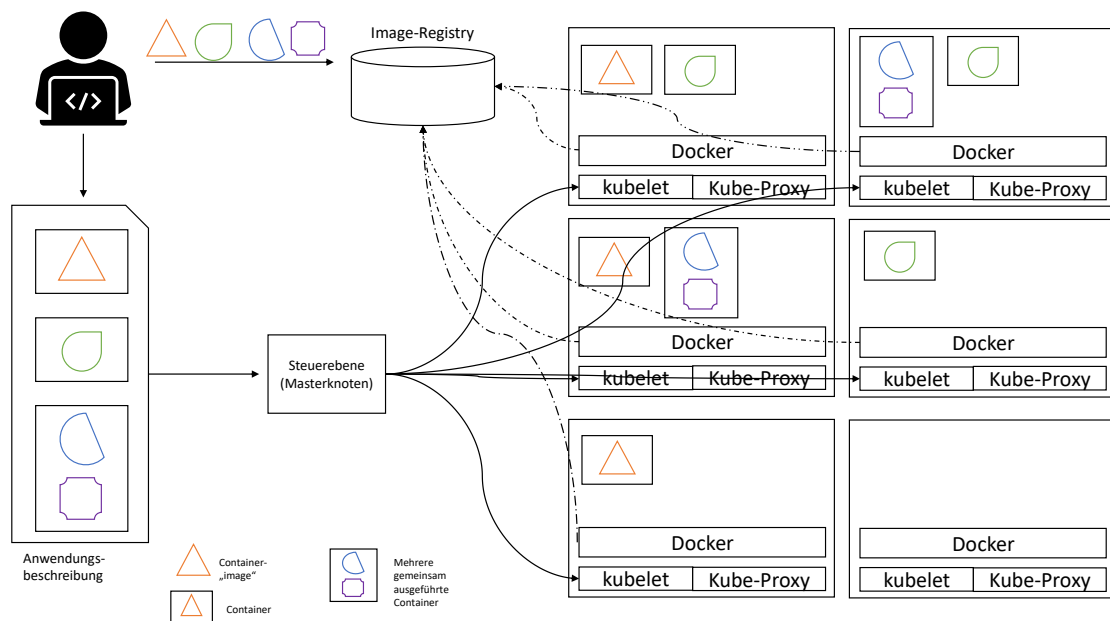 Image-Registry
</>
Docker
kubelet
Kube-Proxy
Docker
kubelet
Kube-Proxy
Steuerebene
(Masterknoten)
Docker
kubelet
Kube-Proxy
Docker
kubelet
Kube-Proxy
Docker
kubelet
Kube-Proxy
Docker
kubelet
Kube-Proxy
Anwendungs-
beschreibung
Container-
„image“
Container
Mehrere
gemeinsam
ausgeführte
Container